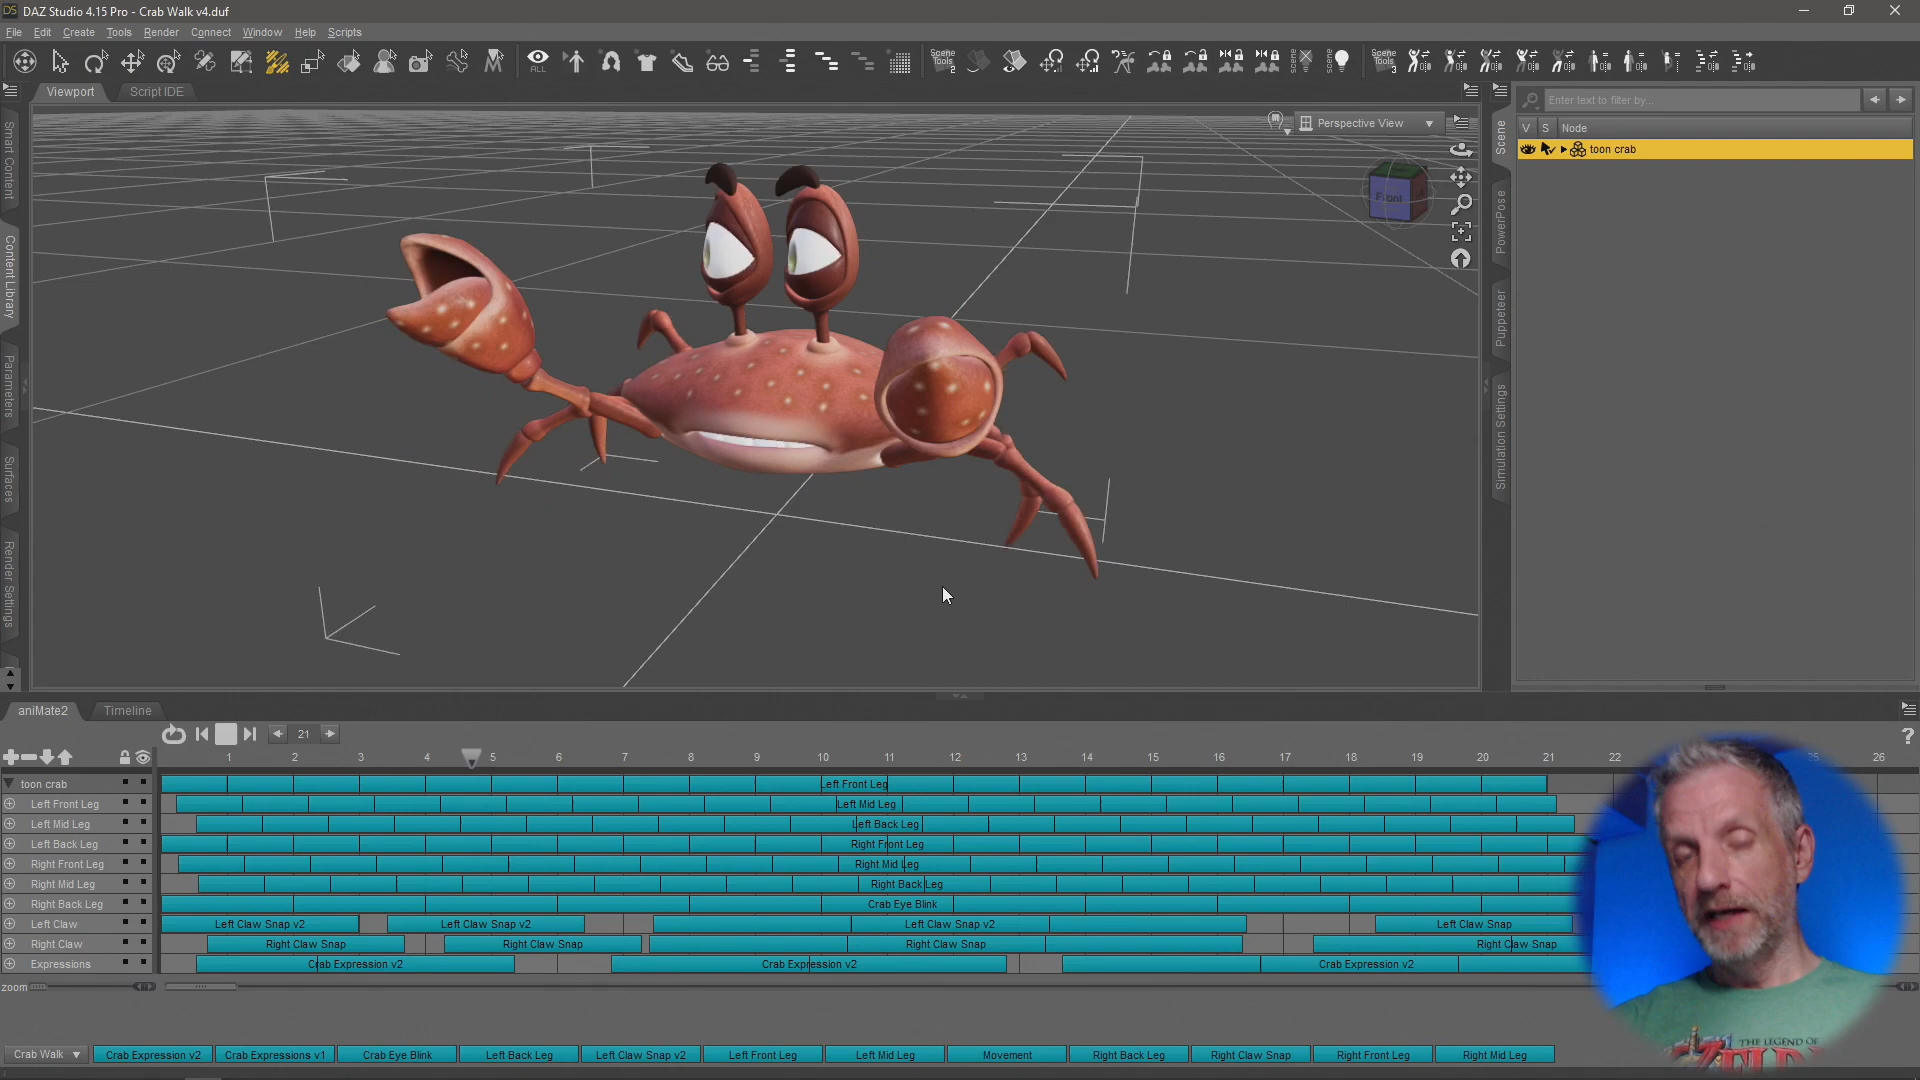 DAZ Studio 4.15 Pro - Crab Walk v4.duf
File Edit Create Tools Render Connect Window Help Scripts
ALL
Scene Tools 2
scene
scene
Scene Tools 3
Viewport
Script IDE
Smart Content
Content Library
Parameters
Surfaces
Render Settings
Perspective View
Front
Scene
PowerPose
Puppeteer
Simulation Settings
Enter text to filter by...
V S Node
toon crab
aniMate2
Timeline
21
?
1 2 3 4 5 6 7 8 9 10 11 12 13 14 15 16 17 18 19 20 21 22 26
toon crab
Left Front Leg
Left Front Leg
Left Mid Leg
Left Mid Leg
Left Back Leg
Left Back Leg
Right Front Leg
Right Front Leg
Right Mid Leg
Right Mid Leg
Right Back Leg
Right Back Leg
Crab Eye Blink
Left Claw
Left Claw Snap v2
Left Claw Snap v2
Left Claw Snap v2
Left Claw Snap
Right Claw
Right Claw Snap
Right Claw Snap
Right Claw Snap
Right Claw Snap
Expressions
Crab Expression v2
Crab Expression v2
Crab Expression v2
zoom
Crab Walk
Crab Expression v2
Crab Expressions v1
Crab Eye Blink
Left Back Leg
Left Claw Snap v2
Left Front Leg
Left Mid Leg
Movement
Right Back Leg
Right Claw Snap
Right Front Leg
Right Mid Leg
THE LEGEND OF